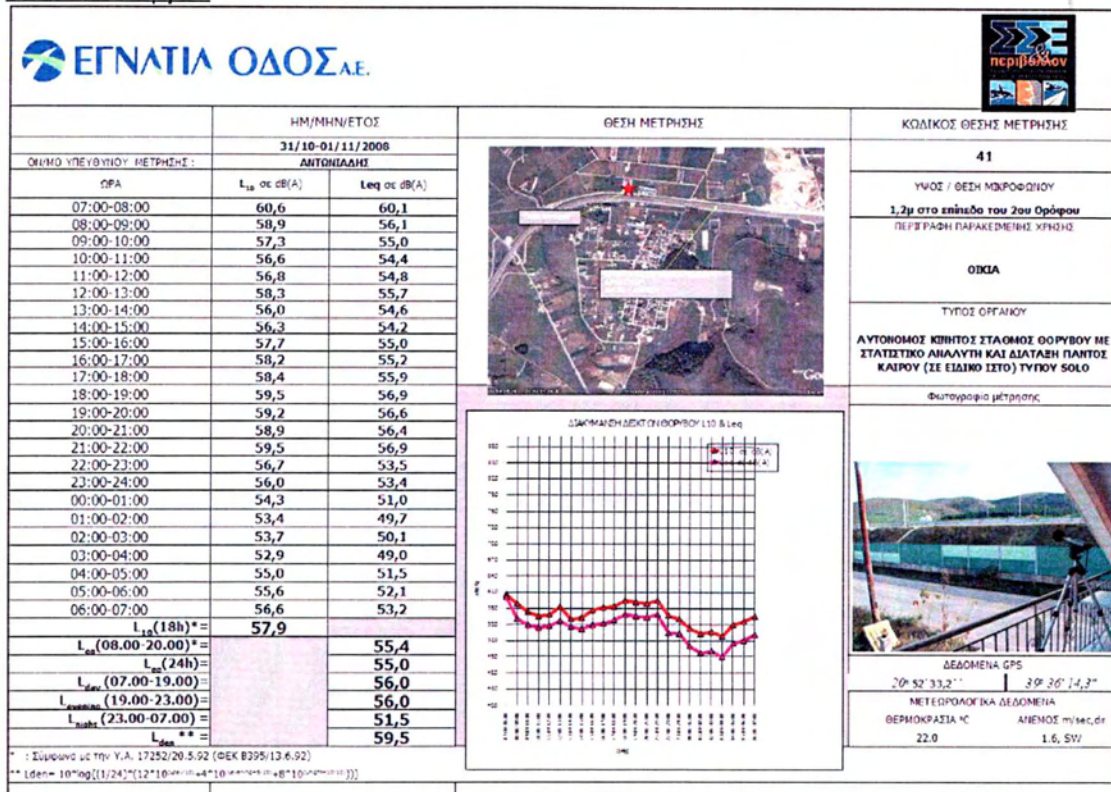 ΕΓΝΑΤΙΑ ΟΔΟΣ Α.Ε.
ΣΣΕ
περιβάλλον
ΗΜ/ΜΗΝ/ΕΤΟΣ
ΘΕΣΗ ΜΕΤΡΗΣΗΣ
ΚΩΔΙΚΟΣ ΘΕΣΗΣ ΜΕΤΡΗΣΗΣ
31/10-01/11/2008
41
ΟΝ/ΜΟ ΥΠΕΥΘΥΝΟΥ ΜΕΤΡΗΣΗΣ :
ΑΝΤΩΝΙΑΔΗΣ
ΩΡΑ
L10 σε dB(A)
Leq σε dB(A)
07:00-08:00 60,6 60,1
08:00-09:00 58,9 56,1
09:00-10:00 57,3 55,0
10:00-11:00 56,6 54,4
11:00-12:00 56,8 54,8
12:00-13:00 58,3 55,7
13:00-14:00 56,0 54,6
14:00-15:00 56,3 54,2
15:00-16:00 57,7 55,0
16:00-17:00 58,2 55,2
17:00-18:00 58,4 55,9
18:00-19:00 59,5 56,9
19:00-20:00 59,2 56,6
20:00-21:00 58,9 56,4
21:00-22:00 59,5 56,9
22:00-23:00 56,7 53,5
23:00-24:00 56,0 53,4
00:00-01:00 54,3 51,0
01:00-02:00 53,4 49,7
02:00-03:00 53,7 50,1
03:00-04:00 52,9 49,0
04:00-05:00 55,0 51,5
05:00-06:00 55,6 52,1
06:00-07:00 56,6 53,2
L10(18h)*= 57,9
Leq(08.00-20.00)*= 55,4
Leq(24h)= 55,0
Lday (07.00-19.00)= 56,0
Levening (19.00-23.00)= 56,0
Lnight (23.00-07.00) = 51,5
Lden ** = 59,5
* : Σύμφωνα με την Υ.Α. 17252/20.5.92 (ΦΕΚ Β395/13.6.92)
** Lden= 10*log[(1/24)*(12*10
ΔΙΑΚΥΜΑΝΣΗ ΔΕΙΚΤΩΝ ΘΟΡΥΒΟΥ L10 & Leq
ΥΨΟΣ / ΘΕΣΗ ΜΙΚΡΟΦΩΝΟΥ
1,2μ στο επίπεδο του 2ου Ορόφου
ΠΕΡΙΓΡΑΦΗ ΠΑΡΑΚΕΙΜΕΝΗΣ ΧΡΗΣΗΣ
ΟΙΚΙΑ
ΤΥΠΟΣ ΟΡΓΑΝΟΥ
ΑΥΤΟΝΟΜΟΣ ΚΙΝΗΤΟΣ ΣΤΑΘΜΟΣ ΘΟΡΥΒΟΥ ΜΕ
ΣΤΑΤΙΣΤΙΚΟ ΑΝΑΛΥΤΗ ΚΑΙ ΔΙΑΤΑΞΗ ΠΑΝΤΟΣ
ΚΑΙΡΟΥ (ΣΕ ΕΙΔΙΚΟ ΙΣΤΟ) ΤΥΠΟΥ SOLO
Φωτογραφία μέτρησης
ΔΕΔΟΜΕΝΑ GPS
20° 52' 33,2'' 39° 36' 14,3"
ΜΕΤΕΩΡΟΛΟΓΙΚΑ ΔΕΔΟΜΕΝΑ
ΘΕΡΜΟΚΡΑΣΙΑ °C ΑΝΕΜΟΣ m/sec,dir
22.0 1.6, SW